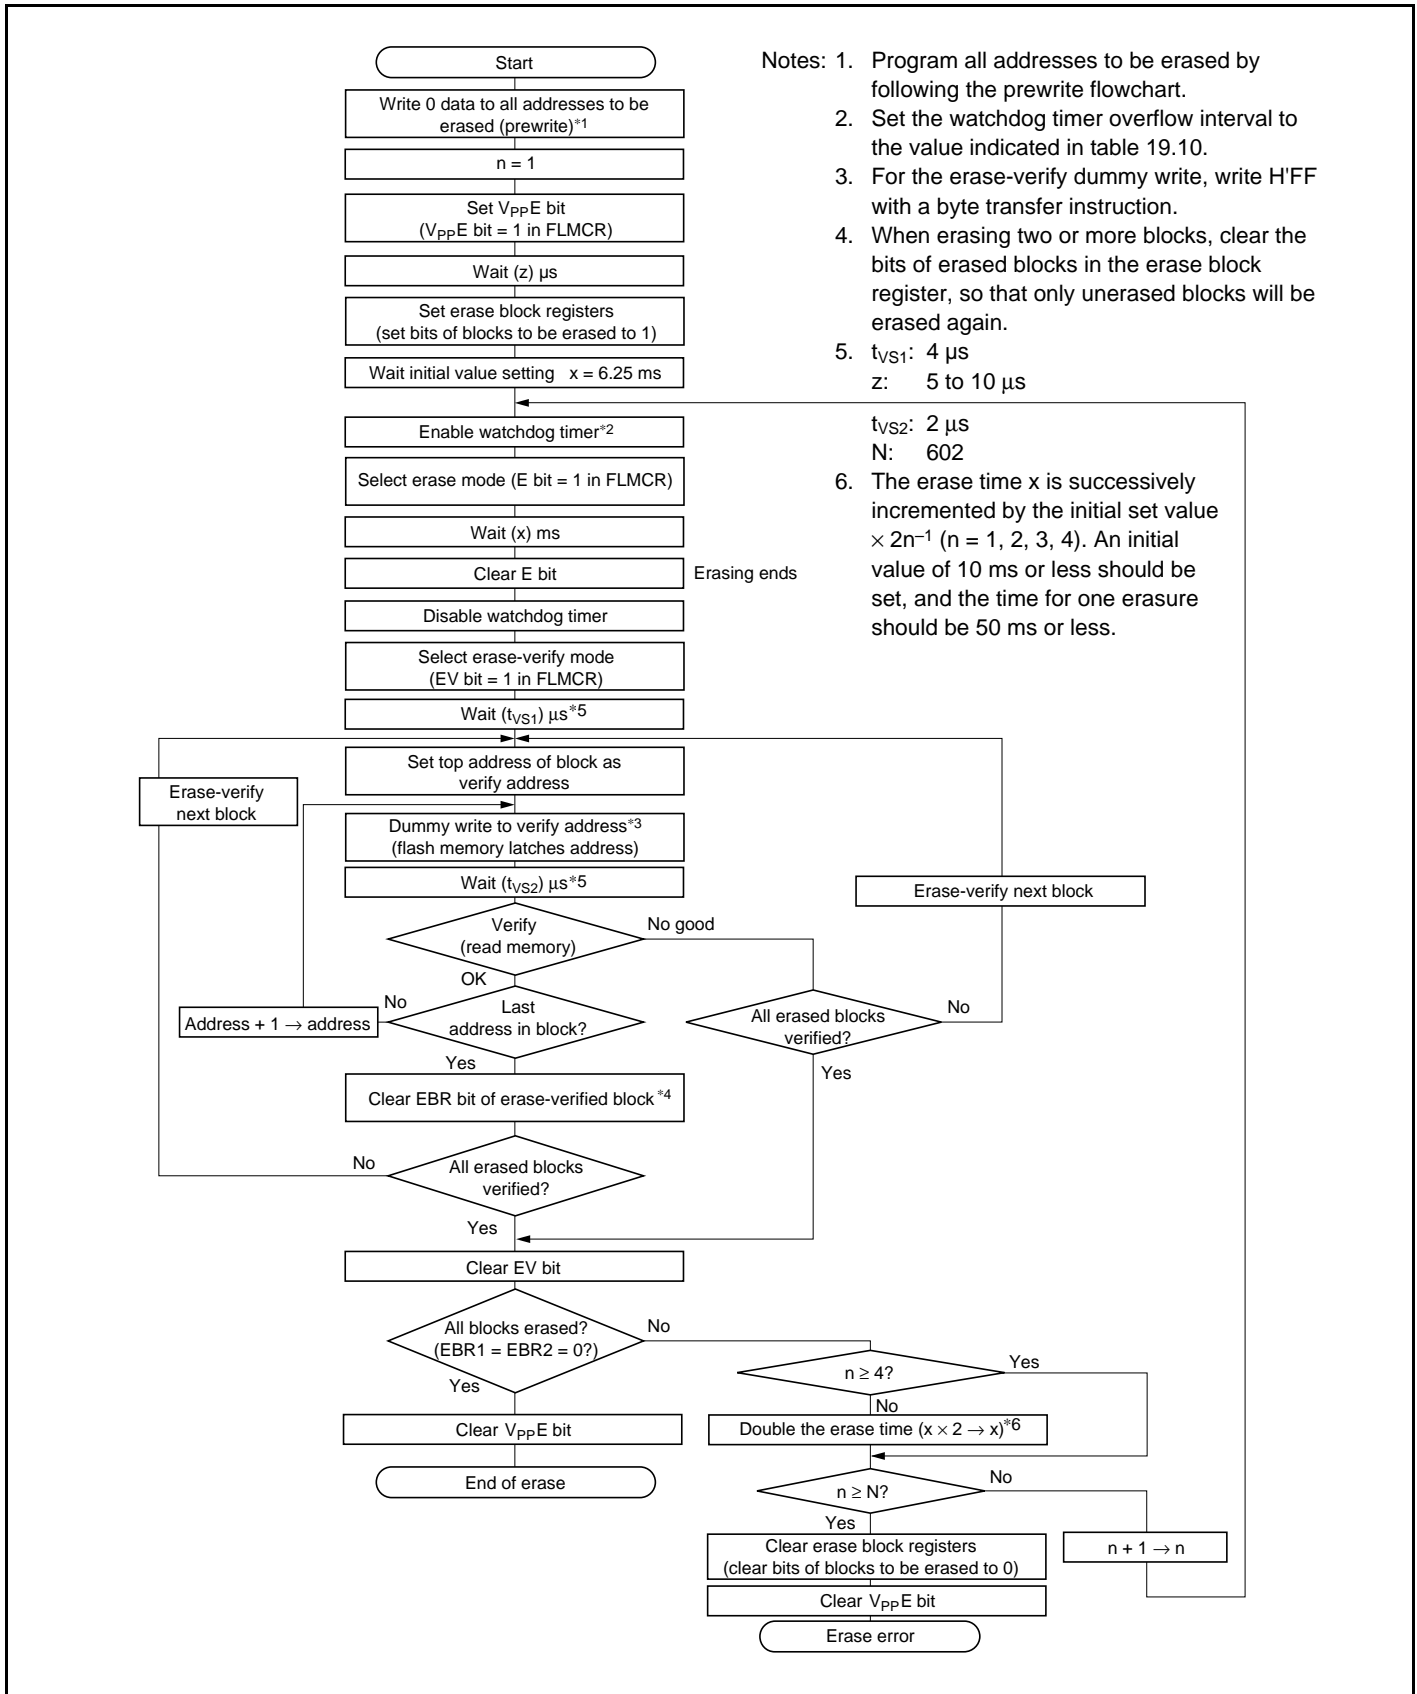 Start
Write 0 data to all addresses to be
erased (prewrite)*1
n = 1
Set VPPE bit
(VPPE bit = 1 in FLMCR)
Wait (z) µs
Set erase block registers
(set bits of blocks to be erased to 1)
Wait initial value setting x = 6.25 ms
Enable watchdog timer*2
Select erase mode (E bit = 1 in FLMCR)
Wait (x) ms
Clear E bit
Erasing ends
Disable watchdog timer
Select erase-verify mode
(EV bit = 1 in FLMCR)
Wait (tVS1) µs*5
Set top address of block as
verify address
Erase-verify
next block
Dummy write to verify address*3
(flash memory latches address)
Wait (tVS2) µs*5
Erase-verify next block
Verify
(read memory)
No good
OK
Last
address in block?
No
Address + 1 → address
All erased blocks
verified?
No
Yes
Yes
Clear EBR bit of erase-verified block*4
All erased blocks
verified?
No
Yes
Clear EV bit
All blocks erased?
(EBR1 = EBR2 = 0?)
No
Yes
n ≥ 4?
Yes
No
Clear VPPE bit
Double the erase time (x × 2 → x)*6
End of erase
n ≥ N?
No
Yes
Clear erase block registers
(clear bits of blocks to be erased to 0)
n + 1 → n
Clear VPPE bit
Erase error
Notes: 1. Program all addresses to be erased by
following the prewrite flowchart.
2. Set the watchdog timer overflow interval to
the value indicated in table 19.10.
3. For the erase-verify dummy write, write H'FF
with a byte transfer instruction.
4. When erasing two or more blocks, clear the
bits of erased blocks in the erase block
register, so that only unerased blocks will be
erased again.
5. tVS1: 4 µs
z: 5 to 10 µs
tVS2: 2 µs
N: 602
6. The erase time x is successively
incremented by the initial set value
× 2n–1 (n = 1, 2, 3, 4). An initial
value of 10 ms or less should be
set, and the time for one erasure
should be 50 ms or less.